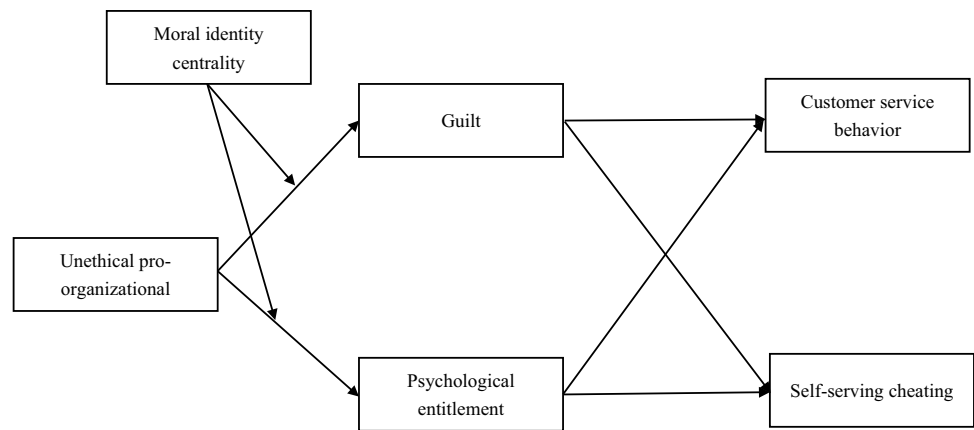 Moral identity
centrality
Guilt
Customer service
behavior
Unethical pro-
organizational
Psychological
entitlement
Self-serving cheating